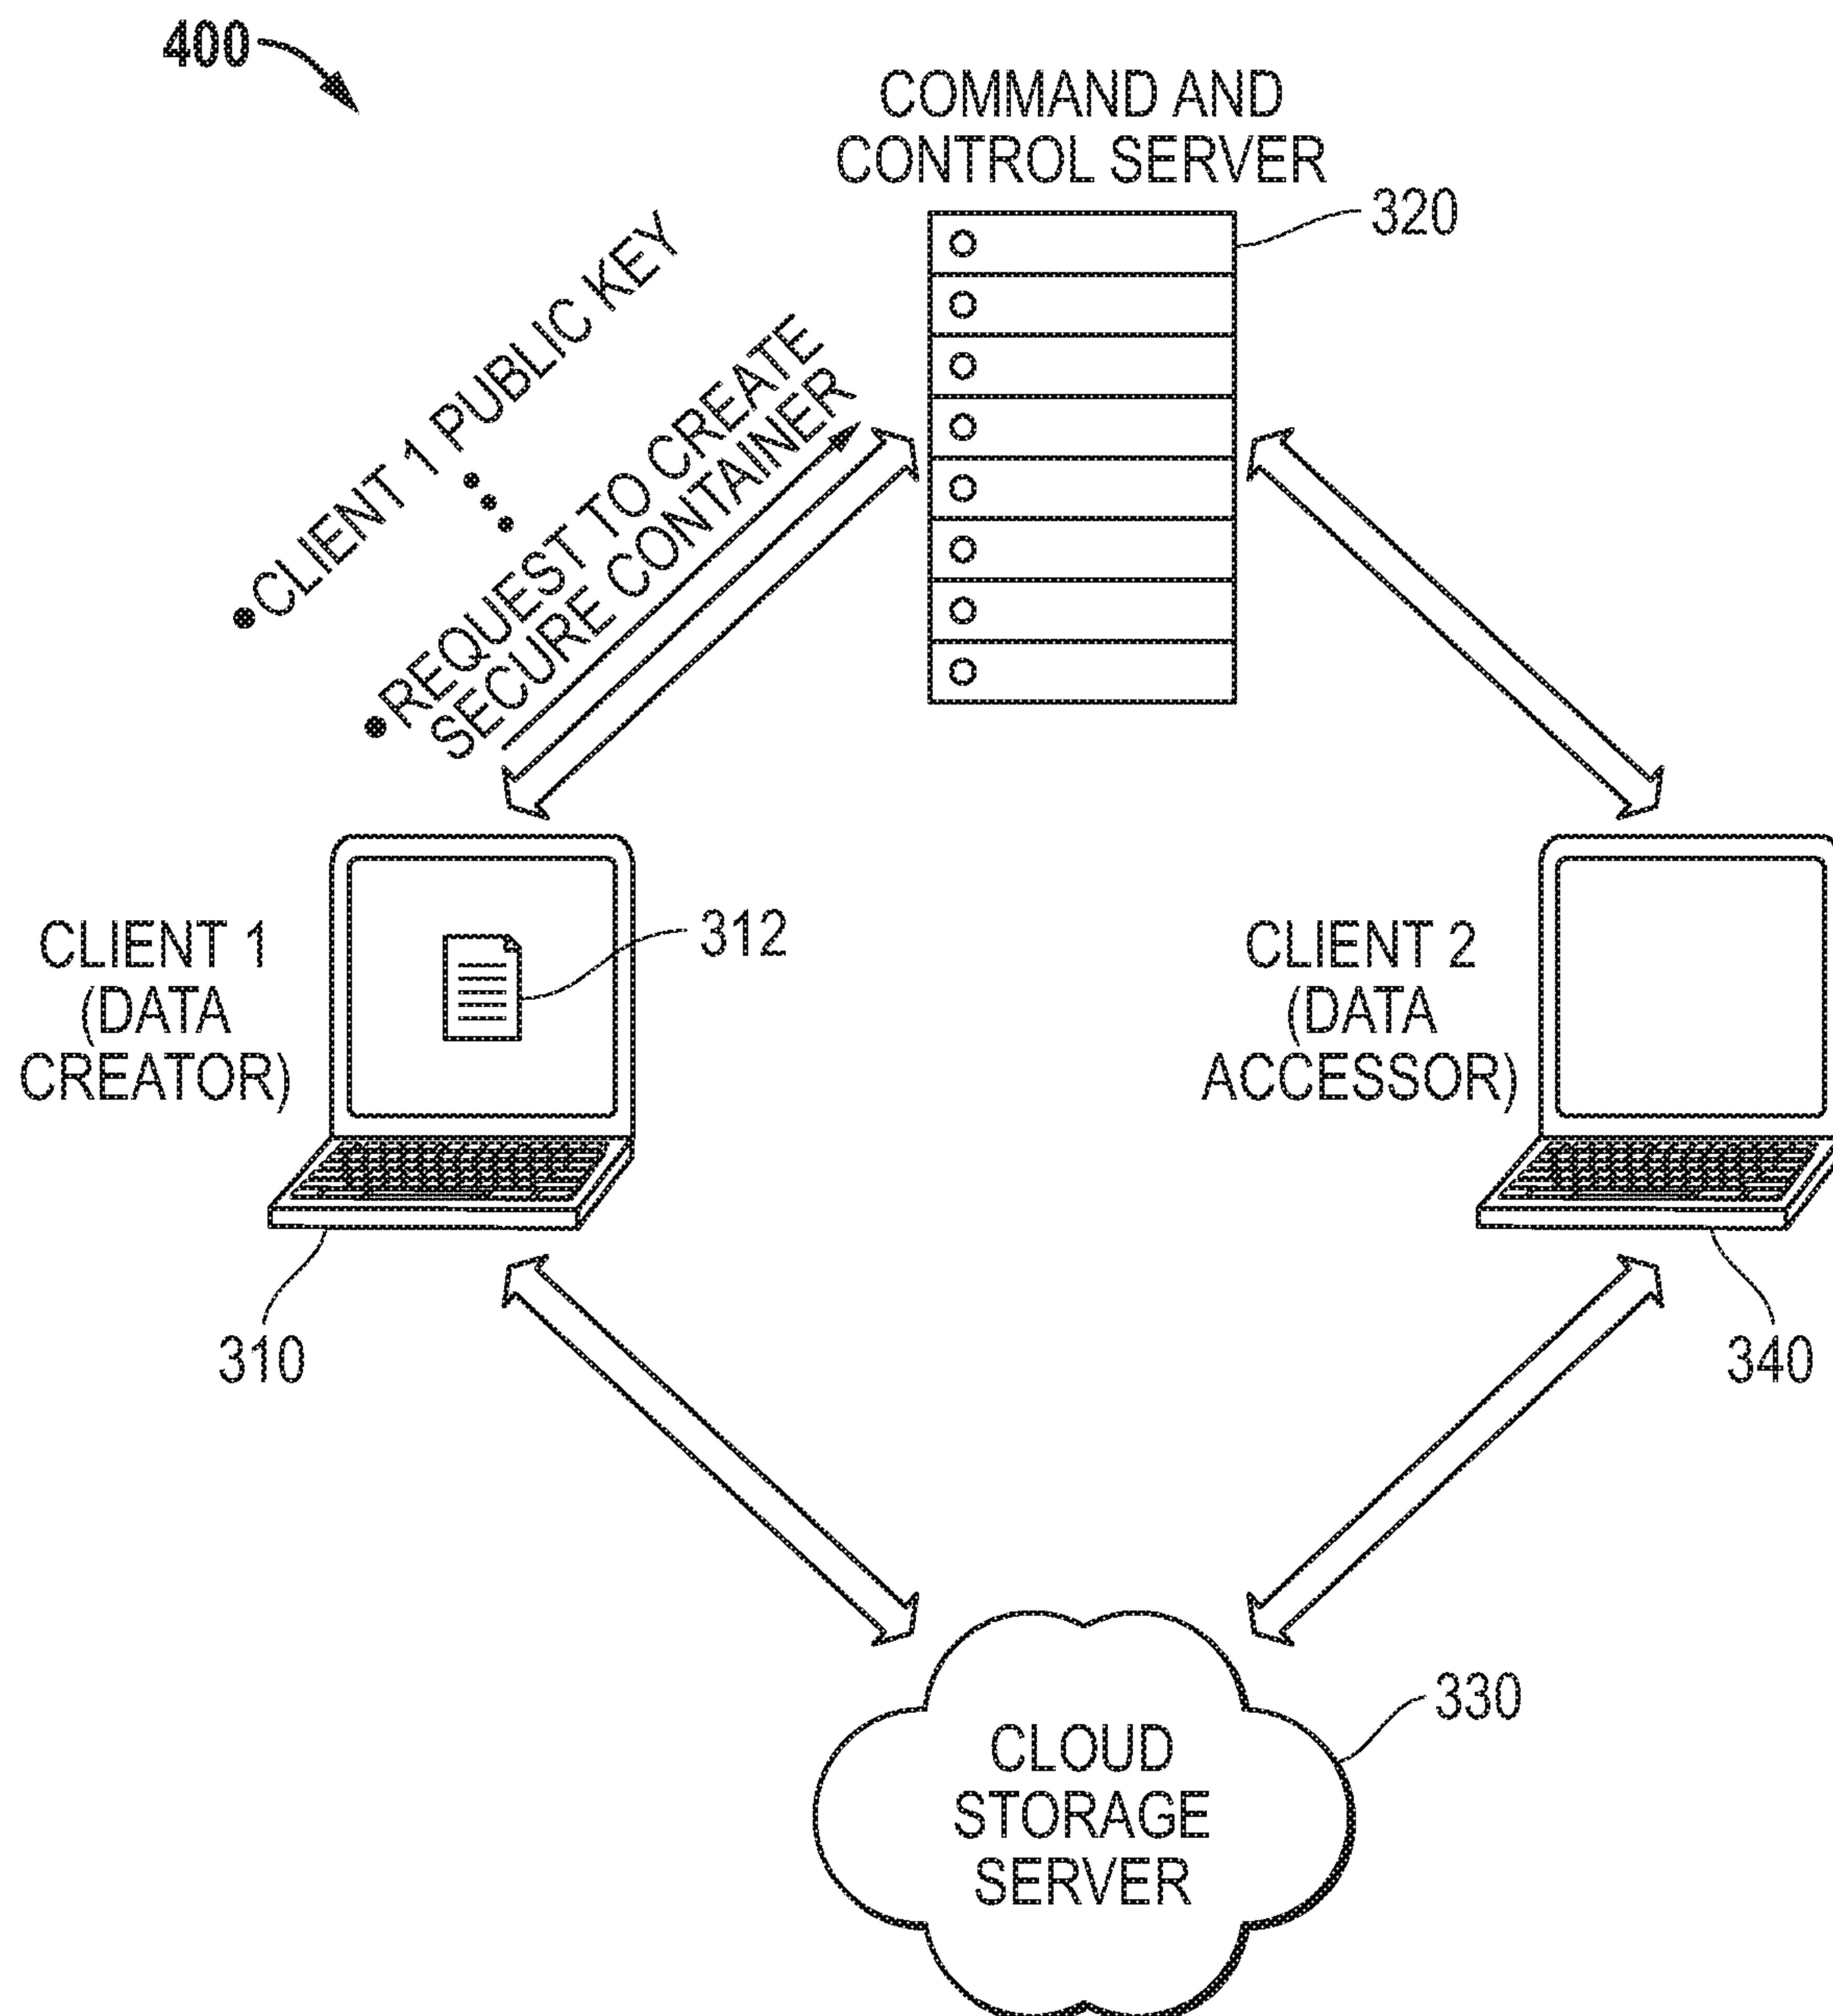 400
COMMAND AND
CONTROL SERVER
320
•CLIENT 1 PUBLIC KEY
•REQUEST TO CREATE
SECURE CONTAINER
CLIENT 1
(DATA
CREATOR)
312
310
CLIENT 2
(DATA
ACCESSOR)
340
CLOUD
STORAGE
SERVER
330